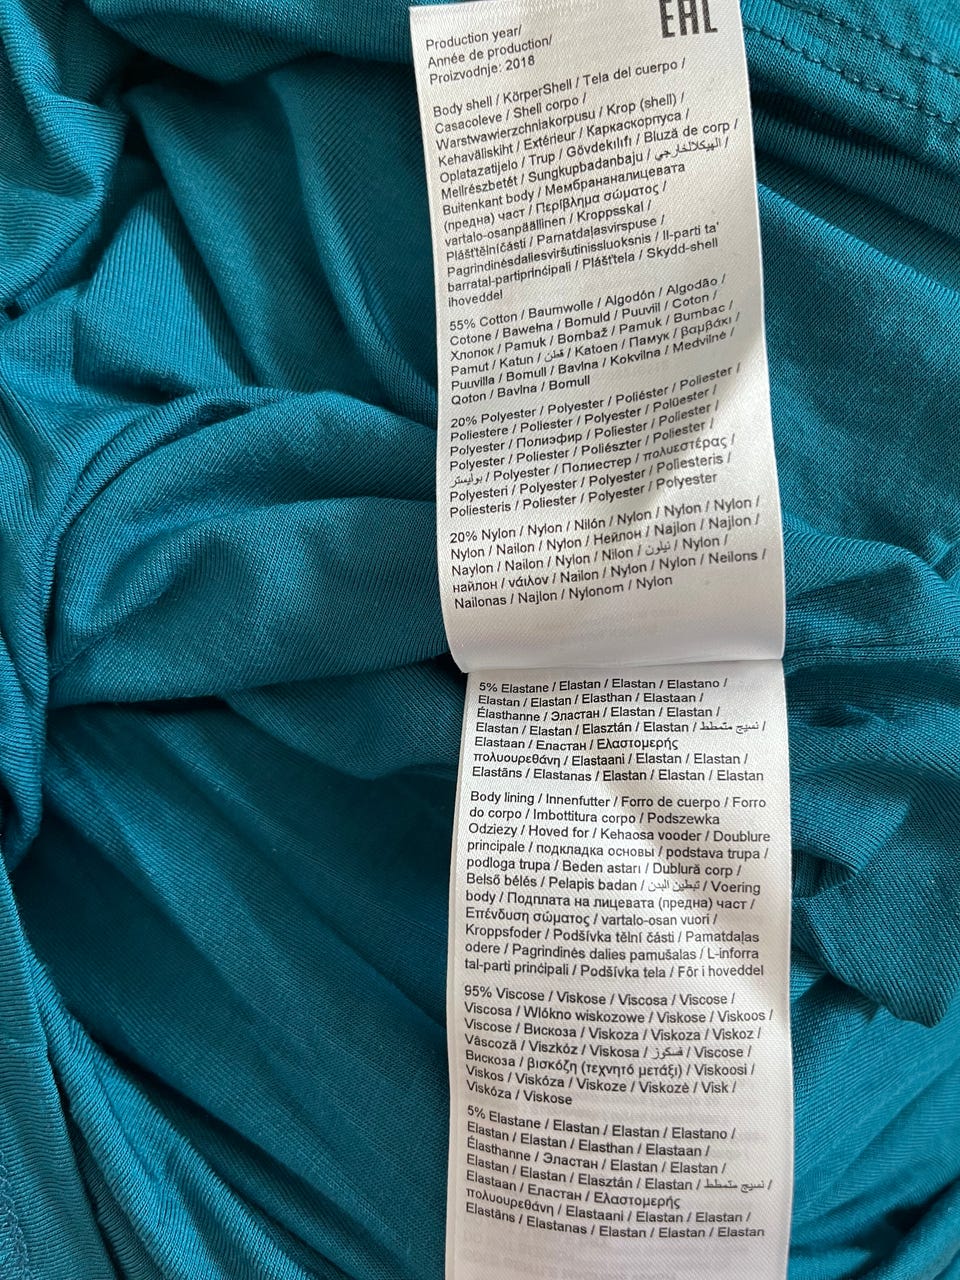 EAC
Production year/
Année de production/
Proizvodnje: 2018
Body shell / KörperShell / Tela del cuerpo /
Casacoleve / Shell corpo /
Warstwawierzchniakorpusu / Krop (shell) /
Kehaväliskiht / Extérieur / Каркаскорпуса /
Oplatazatijelo / Trup / Gövdekılıfı / Bluză de corp /
Mellrészbetét / Sungkupbadanbaju / الهيكلالخارجي /
Buitenkant body / Мембрананалицевата
(предна) част / Περίβλημα σώματος /
vartalo-osanpäällinen / Kroppsskal /
Plášťtělníčásti / Pamatdaļasvirspuse /
Pagrindinėsdaliesviršutinissluoksnis / Il-parti ta'
barratal-partiprinċipali / Plášťtela / Skydd-shell
ihoveddel
55% Cotton / Baumwolle / Algodón / Algodão /
Cotone / Bawełna / Bomuld / Puuvill / Coton /
Хлопок / Pamuk / Bombaž / Pamuk / Bumbac /
Pamut / Katun / قطن / Katoen / Памук / βαμβάκι /
Puuvilla / Bomull / Bavlna / Kokvilna / Medvilnė /
Qoton / Bavlna / Bomull
20% Polyester / Polyester / Poliéster / Poliester /
Poliestere / Poliester / Polyester / Polüester /
Polyester / Полиэфир / Poliester / Poliester /
Polyester / Poliester / Poliészter / Poliester /
بوليستر / Polyester / Полиестер / πολυεστέρας /
Polyesteri / Polyester / Polyester / Poliesteris /
Poliesteris / Poliester / Polyester / Polyester
20% Nylon / Nylon / Nilón / Nylon / Nylon / Nylon /
Nylon / Nailon / Nylon / Нейлон / Najlon / Najlon /
Naylon / Nailon / Nylon / Nilon / نيلون / Nylon /
найлон / νάιλον / Nailon / Nylon / Nylon / Neilons /
Nailonas / Najlon / Nylonom / Nylon
5% Elastane / Elastan / Elastan / Elastano /
Elastan / Elastan / Elasthan / Elastaan /
Élasthanne / Эластан / Elastan / Elastan /
Elastan / Elastan / Elasztán / Elastan / نسيج متمطط /
Elastaan / Еластан / Ελαστομερής
πολυουρεθάνη / Elastaani / Elastan / Elastan /
Elastāns / Elastanas / Elastan / Elastan / Elastan
Body lining / Innenfutter / Forro de cuerpo / Forro
do corpo / Imbottitura corpo / Podszewka
Odziezy / Hoved for / Kehaosa vooder / Doublure
principale / подкладка основы / podstava trupa /
podloga trupa / Beden astarı / Dublură corp /
Belső bélés / Pelapis badan / تبطين البدن / Voering
body / Подплата на лицевата (предна) част /
Επένδυση σώματος / vartalo-osan vuori /
Kroppsfoder / Podšívka tělní části / Pamatdaļas
odere / Pagrindinės dalies pamušalas / L-inforra
tal-parti prinċipali / Podšívka tela / Fôr i hoveddel
95% Viscose / Viskose / Viscosa / Viscose /
Viscosa / Włókno wiskozowe / Viskose / Viskoos /
Viscose / Вискоза / Viskoza / Viskoza / Viskoz /
Vâscoză / Viszkóz / Viskosa / فسكوز / Viscose /
Вискоза / βισκόζη (τεχνητό μετάξι) / Viskoosi /
Viskos / Viskóza / Viskoze / Viskozė / Visk /
Viskóza / Viskose
5% Elastane / Elastan / Elastan / Elastano /
Elastan / Elastan / Elasthan / Elastaan /
Élasthanne / Эластан / Elastan / Elastan /
Elastan / Elastan / Elasztán / Elastan / نسيج متمطط /
Elastaan / Еластан / Ελαστομερής
πολυουρεθάνη / Elastaani / Elastan / Elastan /
Elastāns / Elastanas / Elastan / Elastan / Elastan